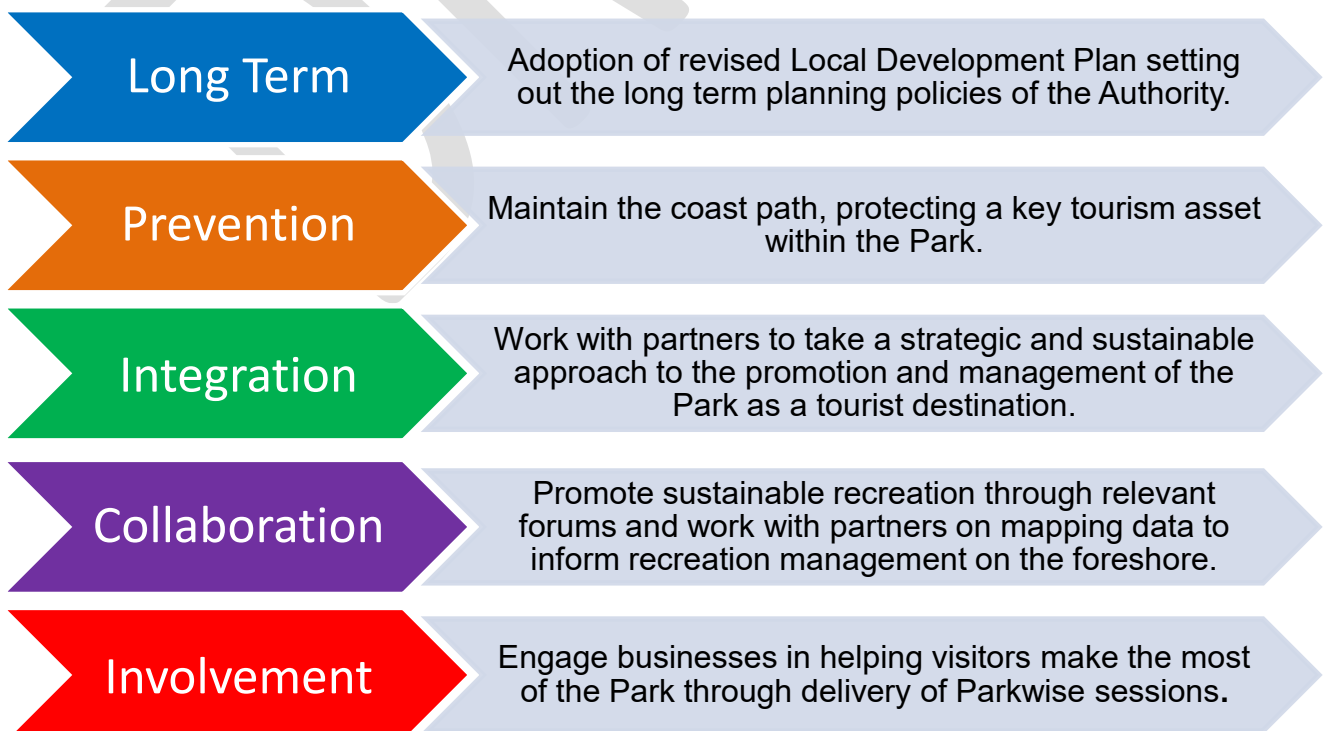 Long Term
Adoption of revised Local Development Plan setting
out the long term planning policies of the Authority.
Prevention
Maintain the coast path, protecting a key tourism asset
within the Park.
Integration
Work with partners to take a strategic and sustainable
approach to the promotion and management of the
Park as a tourist destination.
Collaboration
Promote sustainable recreation through relevant
forums and work with partners on mapping data to
inform recreation management on the foreshore.
Involvement
Engage businesses in helping visitors make the most
of the Park through delivery of Parkwise sessions.